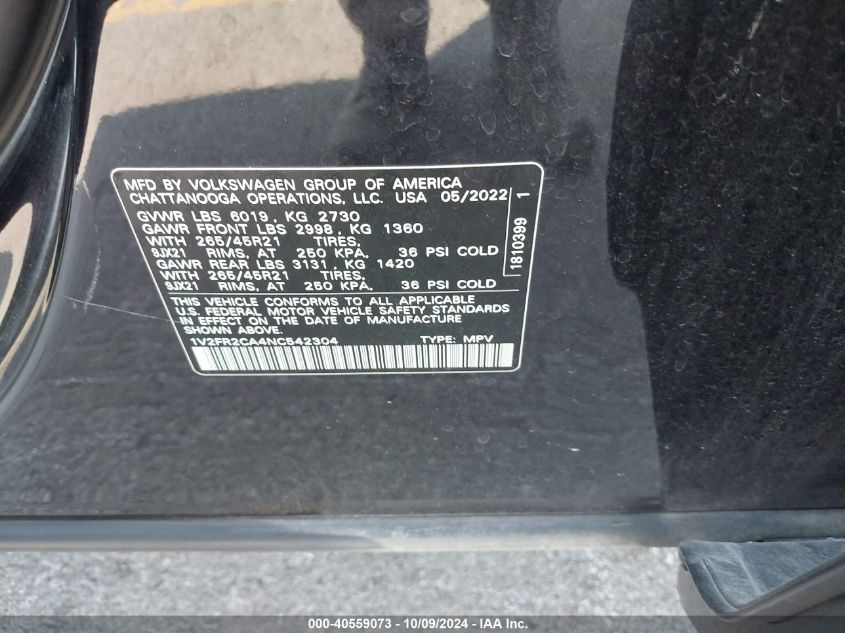 MFD BY VOLKSWAGEN GROUP OF AMERICA
CHATTANOOGA OPERATIONS, LLC. USA 05/2022
GVWR LBS 6019, KG 2730
GAWR FRONT LBS 2998, KG 1360
WITH 265/45R21 TIRES,
9JX21 RIMS, AT 250 KPA, 36 PSI COLD
GAWR REAR LBS 3131, KG 1420
WITH 265/45R21 TIRES,
9JX21 RIMS, AT 250 KPA, 36 PSI COLD
THIS VEHICLE CONFORMS TO ALL APPLICABLE
U.S. FEDERAL MOTOR VEHICLE SAFETY STANDARDS
IN EFFECT ON THE DATE OF MANUFACTURE
SHOWN ABOVE.
1V2FR2CA4NC542304 TYPE: MPV
1810399 1
000-40559073 - 10/09/2024 - IAA Inc.